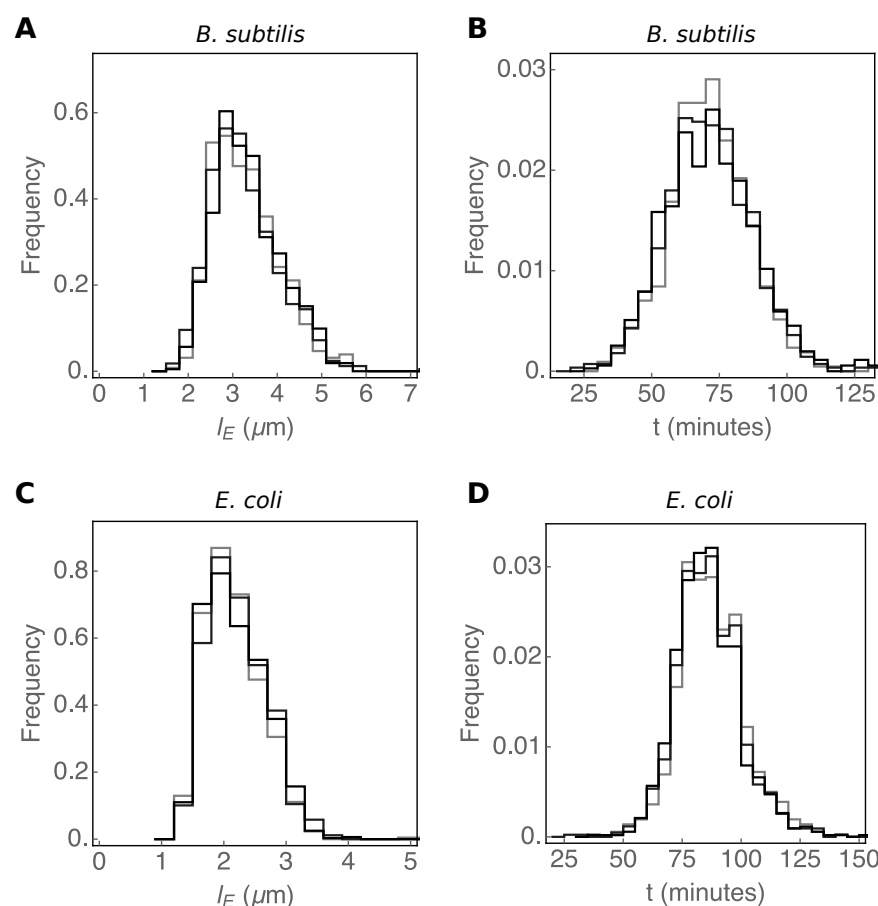 A
B. subtilis
Frequency
0.6
0.4
0.2
0.
0 1 2 3 4 5 6 7
l_E (μm)
B
B. subtilis
Frequency
0.03
0.02
0.01
0.
25 50 75 100 125
t (minutes)
C
E. coli
Frequency
0.8
0.6
0.4
0.2
0.
0 1 2 3 4 5
l_E (μm)
D
E. coli
Frequency
0.03
0.02
0.01
0.
25 50 75 100 125 150
t (minutes)